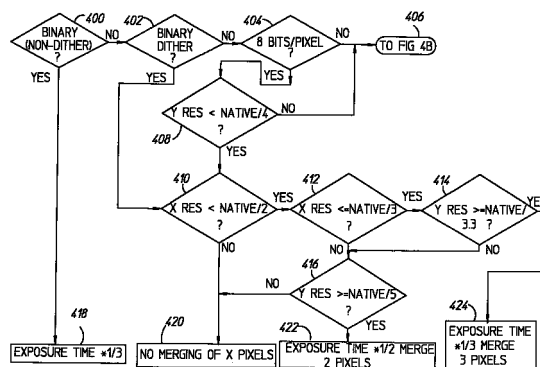 400
BINARY
(NON-DITHER)
?
NO
YES
402
BINARY
DITHER
?
NO
YES
404
8 BITS/PIXEL
?
NO
YES
406
TO FIG 4B
Y RES < NATIVE/4
?
408
NO
YES
410
X RES < NATIVE/2
?
YES
NO
412
X RES <=NATIVE/3
?
YES
NO
414
Y RES >=NATIVE/
3.3 ?
YES
NO
416
Y RES >=NATIVE/5
?
NO
YES
418
EXPOSURE TIME *1/3
420
NO MERGING OF X PIXELS
422
EXPOSURE TIME *1/2 MERGE
2 PIXELS
424
EXPOSURE TIME
*1/3 MERGE
3 PIXELS